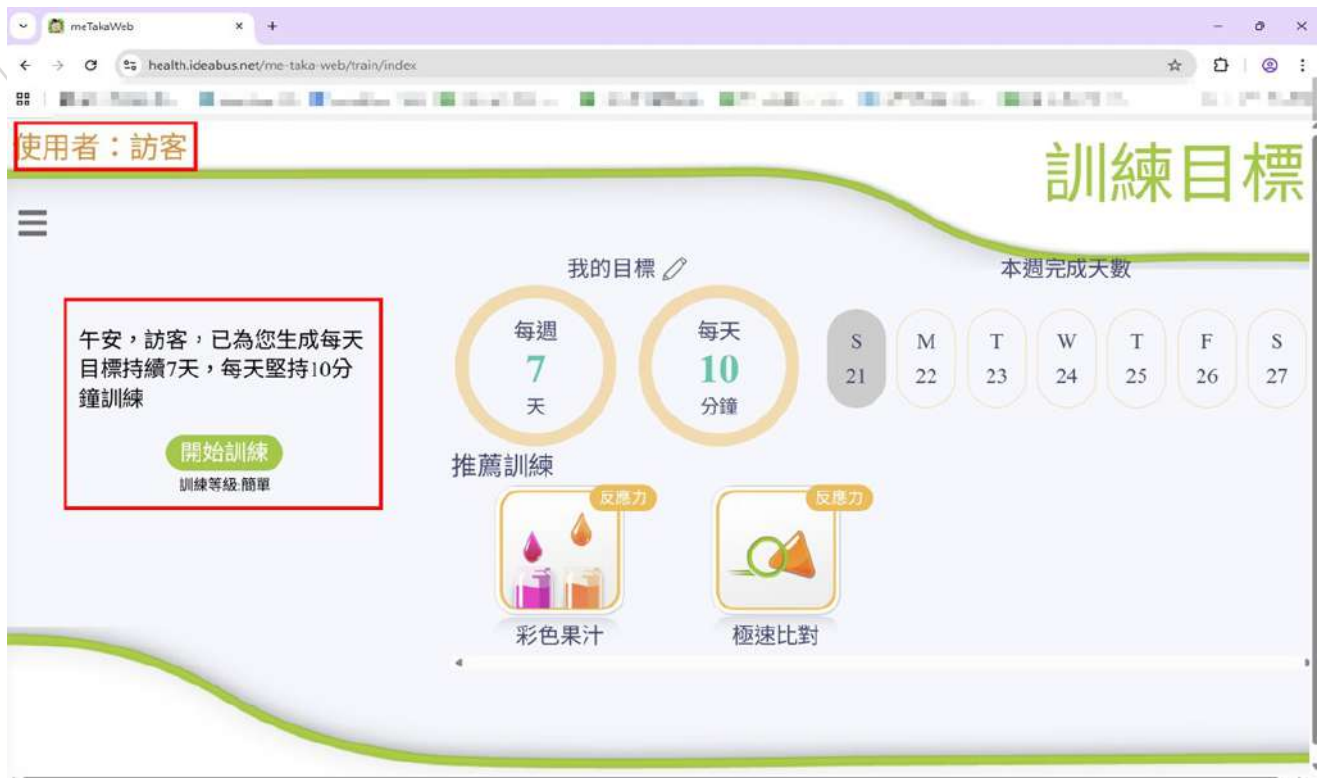 meTakaWeb
health.ideabus.net/me-taka-web/train/index
使用者：訪客
訓練目標
我的目標
本週完成天數
午安，訪客，已為您生成每天
目標持續7天，每天堅持10分
鐘訓練
開始訓練
訓練等級:簡單
每週
7
天
每天
10
分鐘
S M T W T F S
21 22 23 24 25 26 27
推薦訓練
反應力
反應力
彩色果汁
極速比對